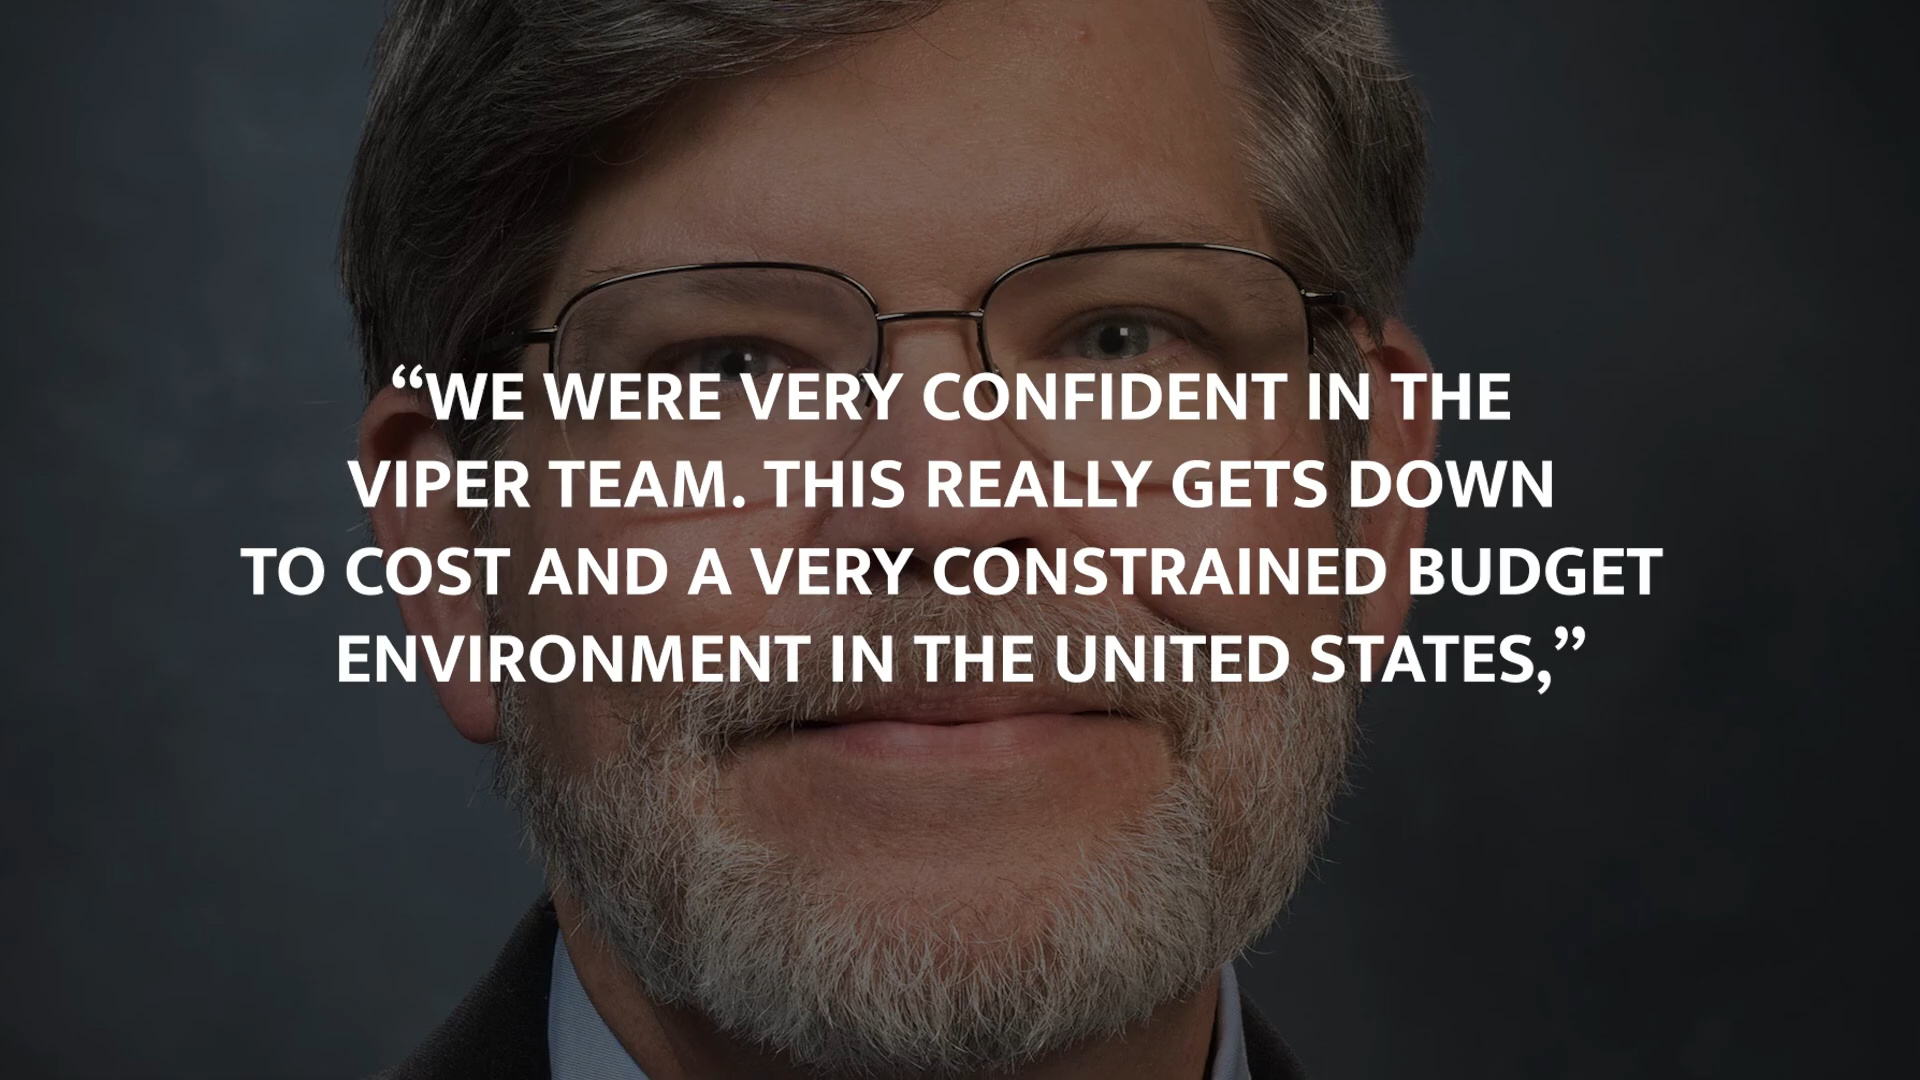 “WE WERE VERY CONFIDENT IN THE
VIPER TEAM. THIS REALLY GETS DOWN
TO COST AND A VERY CONSTRAINED BUDGET
ENVIRONMENT IN THE UNITED STATES,”